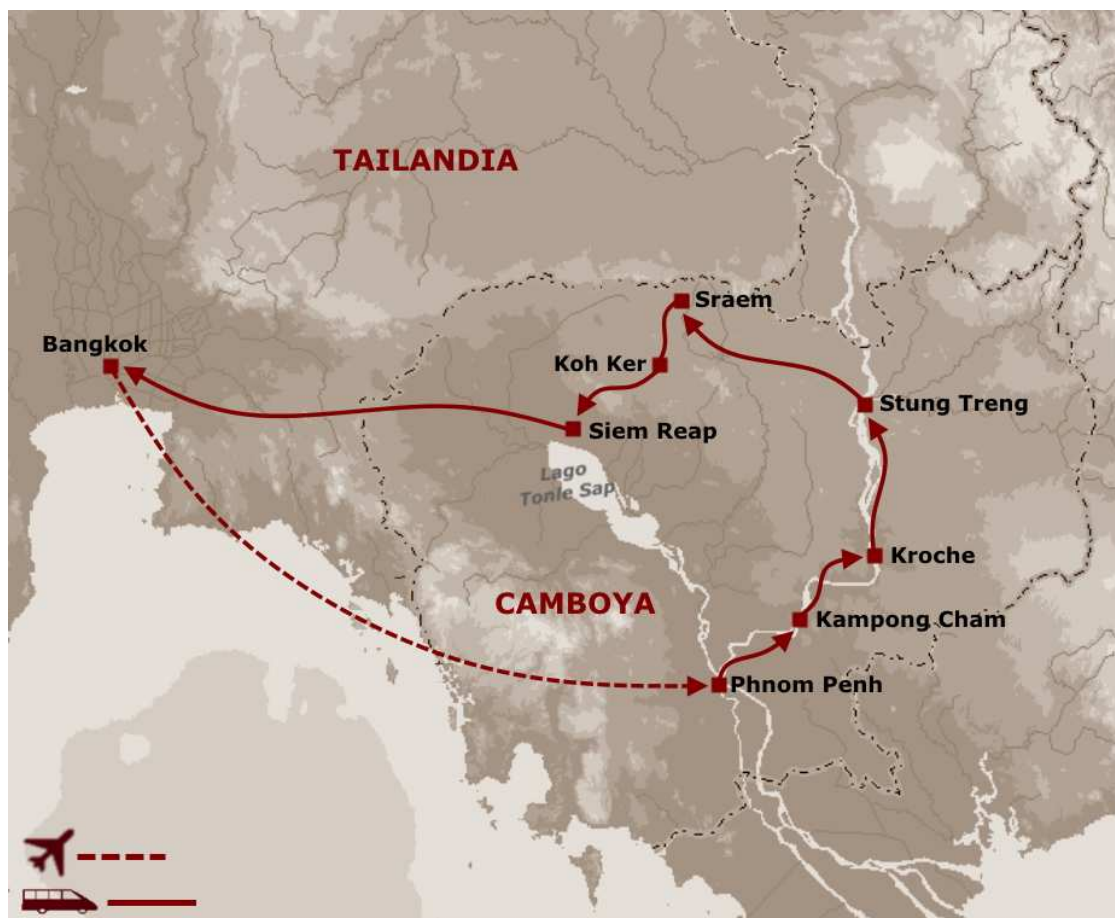 TAILANDIA
Sraem
Bangkok
Koh Ker
Stung Treng
Siem Reap
Lago
Tonle Sap
Kroche
CAMBOYA
Kampong Cham
Phnom Penh